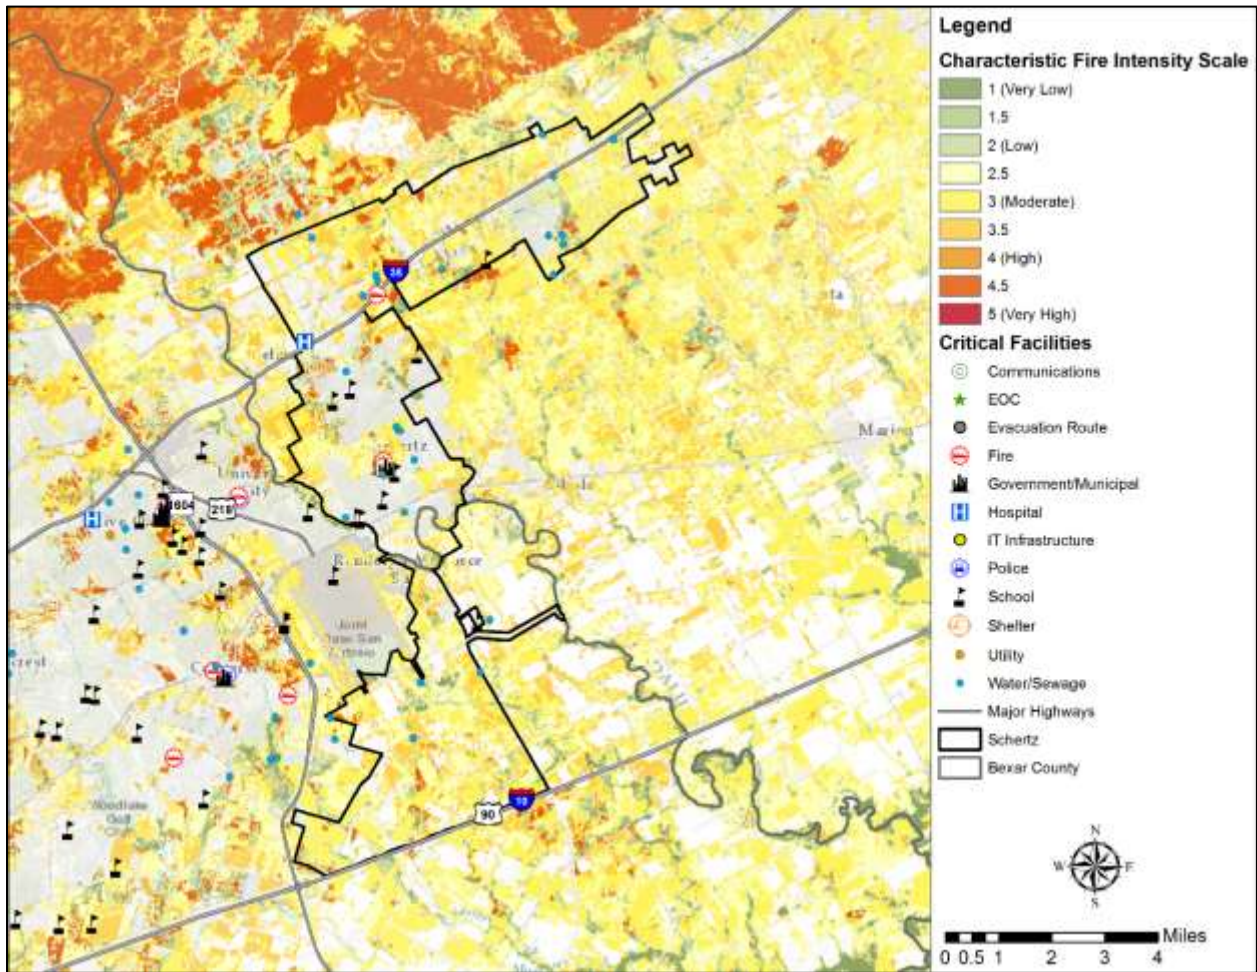 Legend
Characteristic Fire Intensity Scale
1 (Very Low)
1.5
2 (Low)
2.5
3 (Moderate)
3.5
4 (High)
4.5
5 (Very High)
Critical Facilities
Communications
EOC
Evacuation Route
Fire
Government/Municipal
Hospital
IT Infrastructure
Police
School
Shelter
Utility
Water/Sewage
Major Highways
Schertz
Bexar County
N
W E
S
Miles
0 0.5 1 2 3 4
35
H
1604
218
H
Joint
90
10